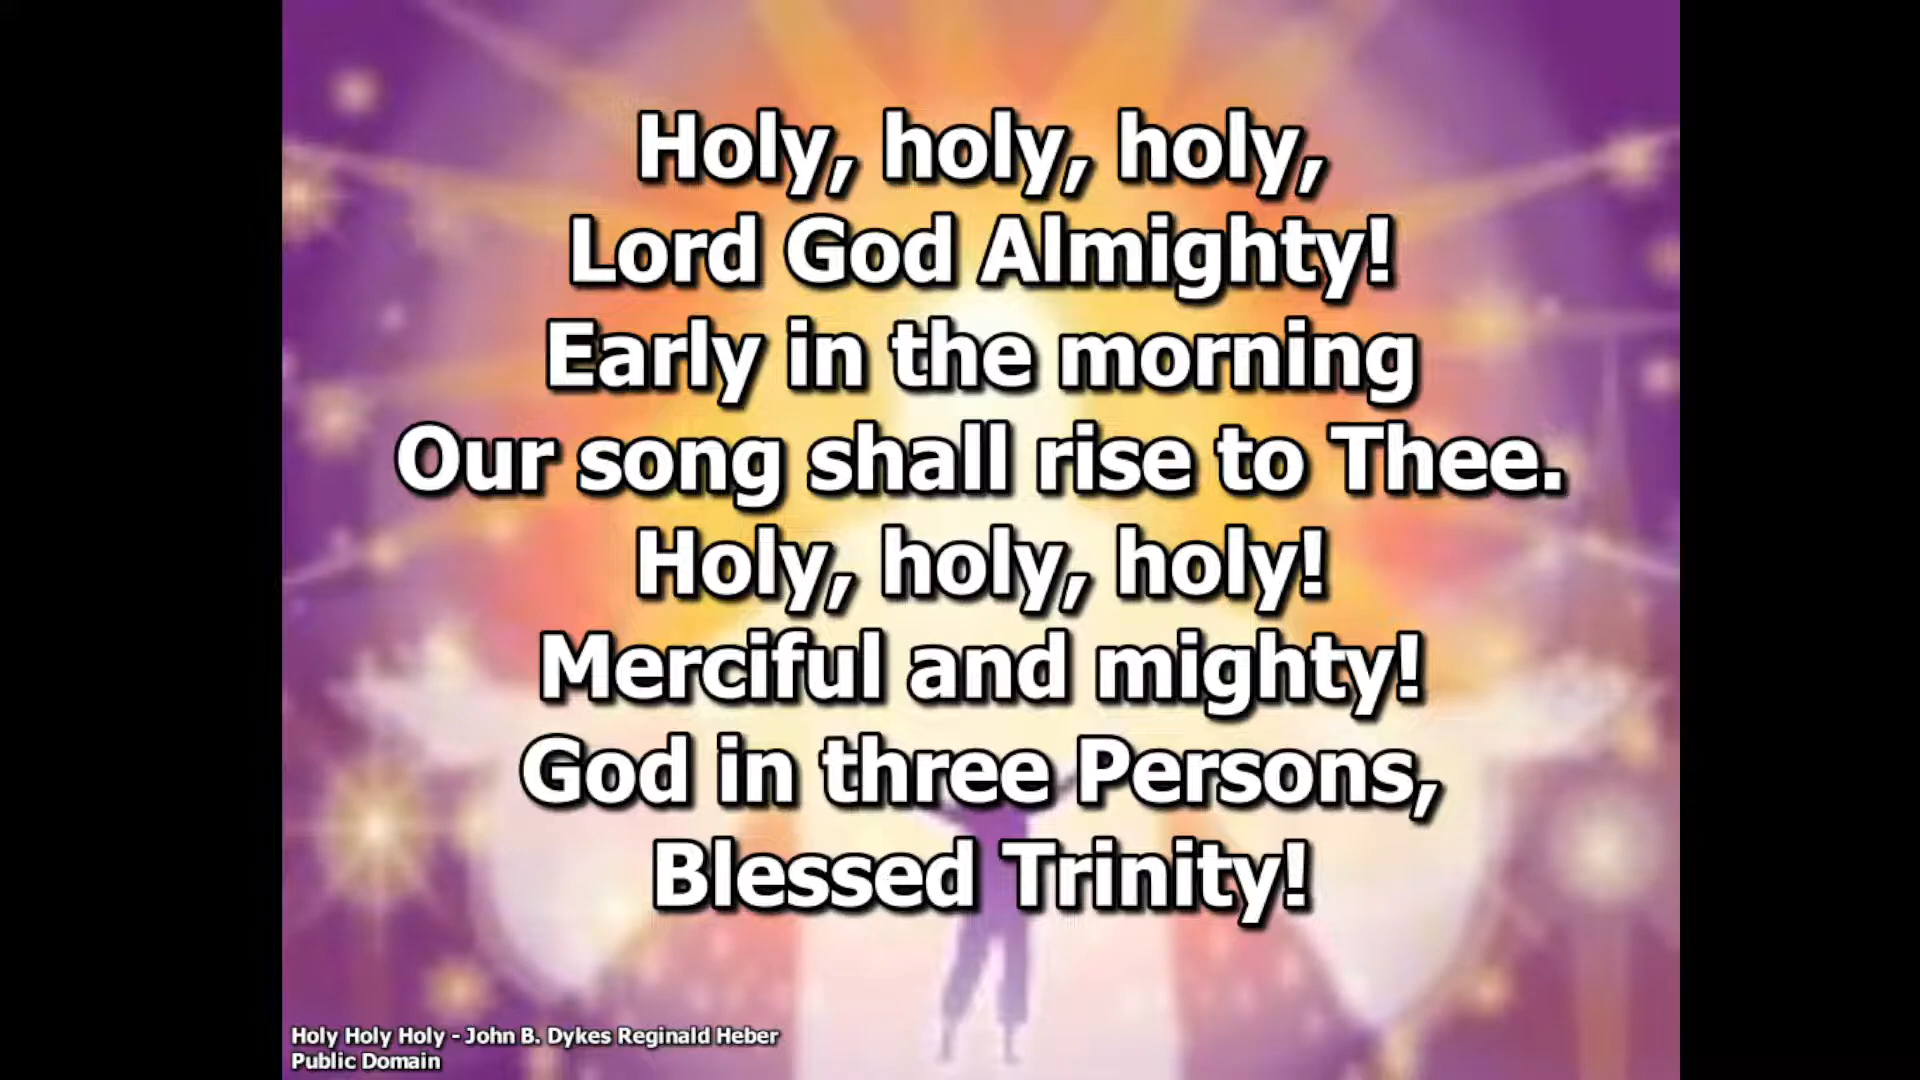 Holy, holy, holy,
Lord God Almighty!
Early in the morning
Our song shall rise to Thee.
Holy, holy, holy!
Merciful and mighty!
God in three Persons,
Blessed Trinity!
Holy Holy Holy - John B. Dykes Reginald Heber
Public Domain